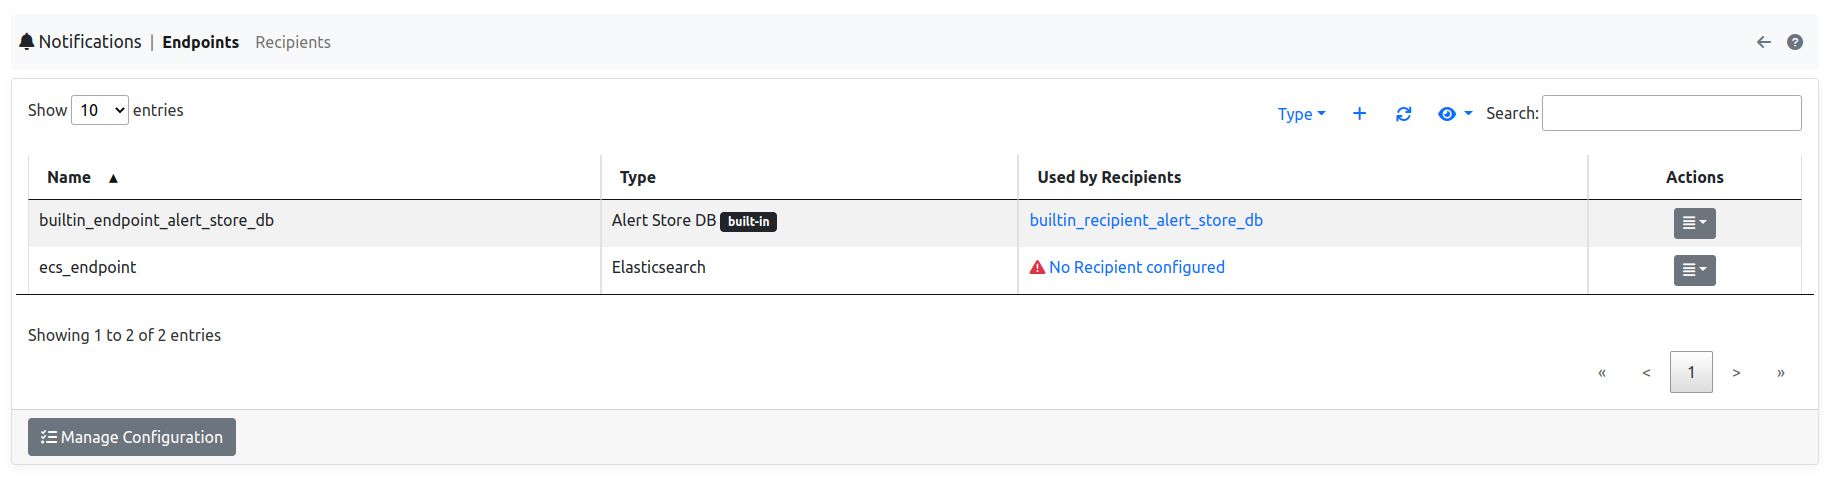 Notifications | Endpoints Recipients
Show 10 entries Type Search:
Name ▲ Type Used by Recipients Actions
builtin_endpoint_alert_store_db Alert Store DB built-in builtin_recipient_alert_store_db
ecs_endpoint Elasticsearch No Recipient configured
Showing 1 to 2 of 2 entries
« < 1 > »
Manage Configuration